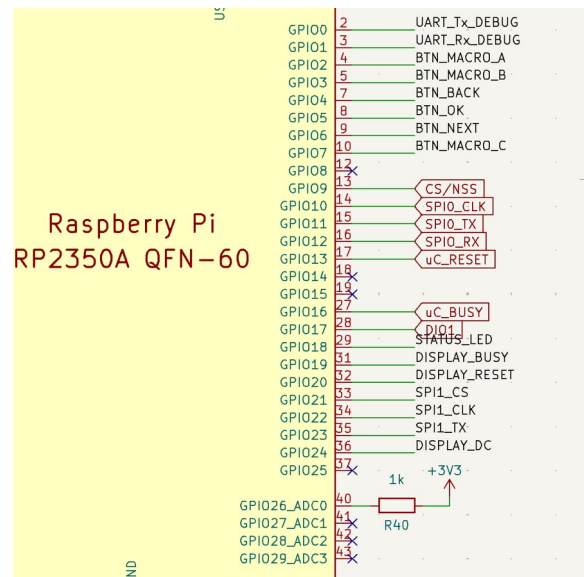 GPIO0 2 UART_Tx_DEBUG
GPIO1 3 UART_Rx_DEBUG
GPIO2 4 BTN_MACRO_A
GPIO3 5 BTN_MACRO_B
GPIO4 7 BTN_BACK
GPIO5 8 BTN_OK
GPIO6 9 BTN_NEXT
GPIO7 10 BTN_MACRO_C
GPIO8 12
GPIO9 13 CS/NSS
GPIO10 14 SPI0_CLK
GPIO11 15 SPI0_TX
GPIO12 16 SPI0_RX
GPIO13 17 uC_RESET
GPIO14 18
GPIO15 19
GPIO16 27 uC_BUSY
GPIO17 28 DIO1
GPIO18 29 STATUS_LED
GPIO19 31 DISPLAY_BUSY
GPIO20 32 DISPLAY_RESET
GPIO21 33 SPI1_CS
GPIO22 34 SPI1_CLK
GPIO23 35 SPI1_TX
GPIO24 36 DISPLAY_DC
GPIO25 37
Raspberry Pi
RP2350A QFN-60
1k +3V3
GPIO26_ADC0 40
R40
GPIO27_ADC1 41
GPIO28_ADC2 42
GPIO29_ADC3 43
ND